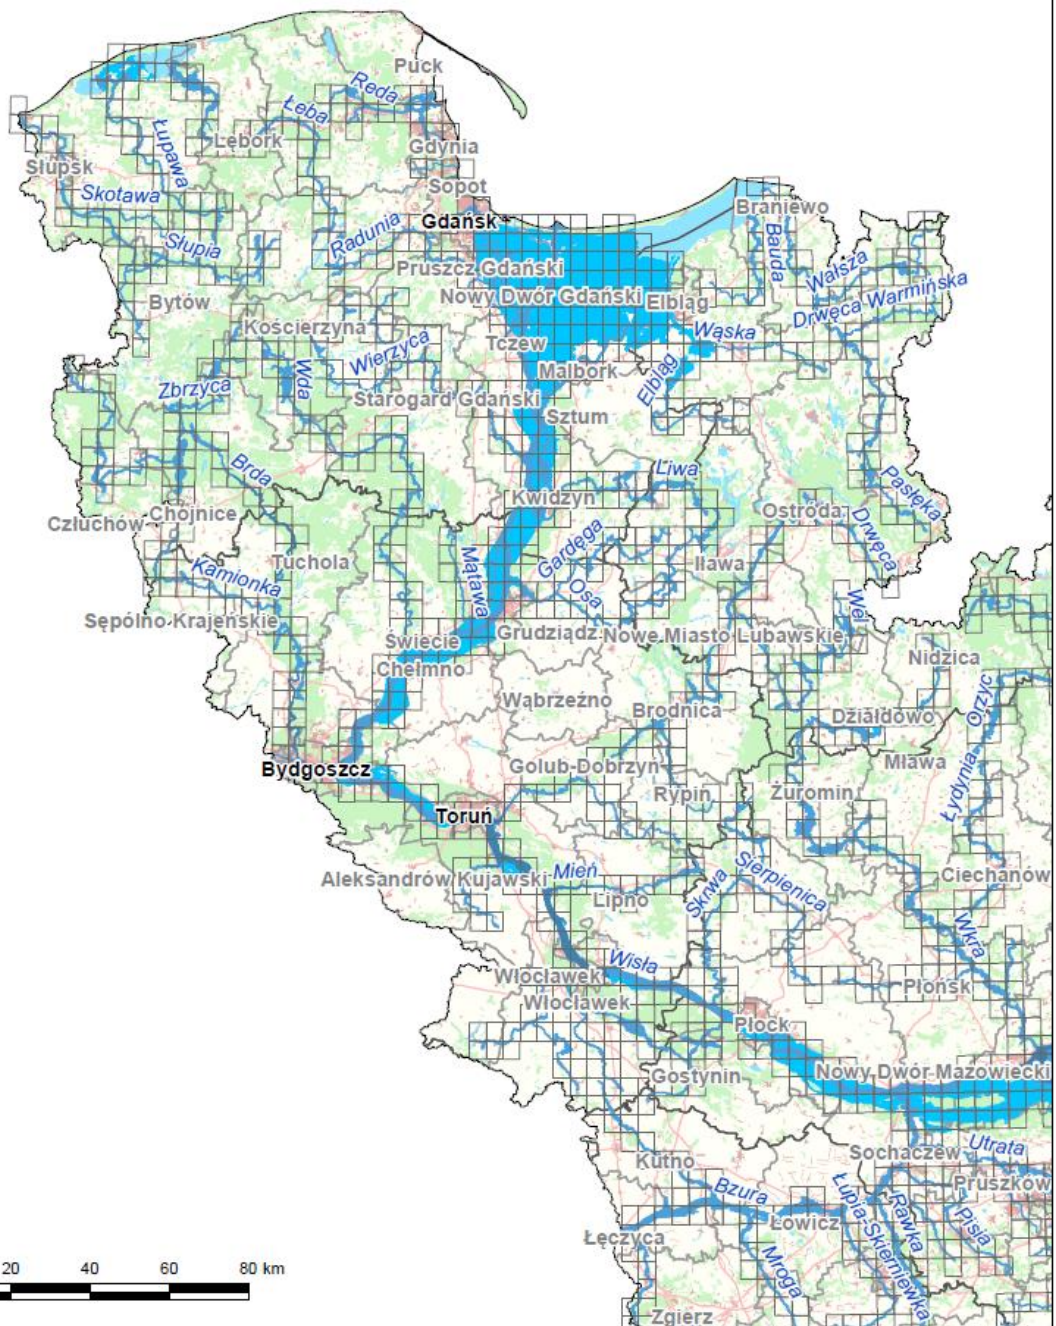 Puck
Reda
Łeba
Łupawa
Lębork
Gdynia
Słupsk
Skotawa
Sopot
Gdańsk
Braniewo
Radunia
Słupia
Bauda
Wałsza
Pruszcz Gdański
Drwęca Warmińska
Bytów
Nowy Dwór Gdański
Elbląg
Kościerzyna
Wąska
Wierzyca
Tczew
Malbork
Elbląg
Zbrzyca
Wda
Starogard Gdański
Sztum
Brda
Liwa
Pasłęka
Kwidzyn
Ostróda
Drwęca
Człuchów
Chojnice
Gardęga
Tuchola
Mątawa
Iława
Kamionka
Osa
Wel
Sępólno Krajeńskie
Świecie
Grudziądz
Nowe Miasto Lubawskie
Chełmno
Nidzica
Wąbrzeźno
Brodnica
Działdowo
Orzyc
Bydgoszcz
Golub-Dobrzyń
Mława
Rypin
Żuromin
Łydynia
Toruń
Mień
Sierpienica
Aleksandrów Kujawski
Ciechanów
Lipno
Skrwa
Wkra
Wisła
Włocławek
Płońsk
Włocławek
Płock
Gostynin
Nowy Dwór Mazowiecki
Kutno
Sochaczew
Utrata
Bzura
Pruszków
Łowicz
Łupia-Skierniewka
Rawka
Pisia
Łęczyca
Mroga
Zgierz
20 40 60 80 km